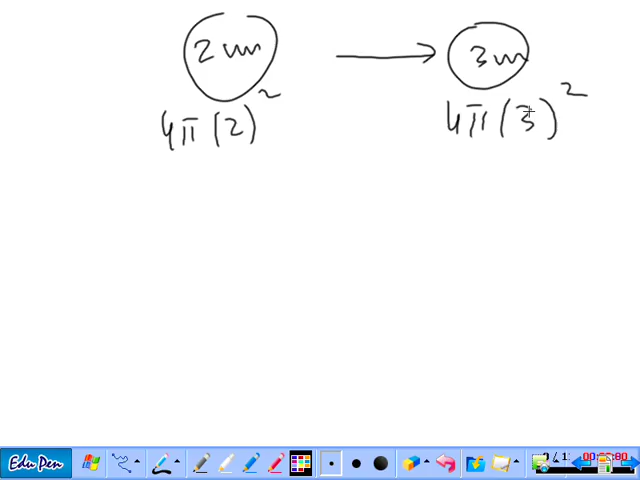 2 cm → 3 cm
4π(2)² 4π(3)²
Edu Pen